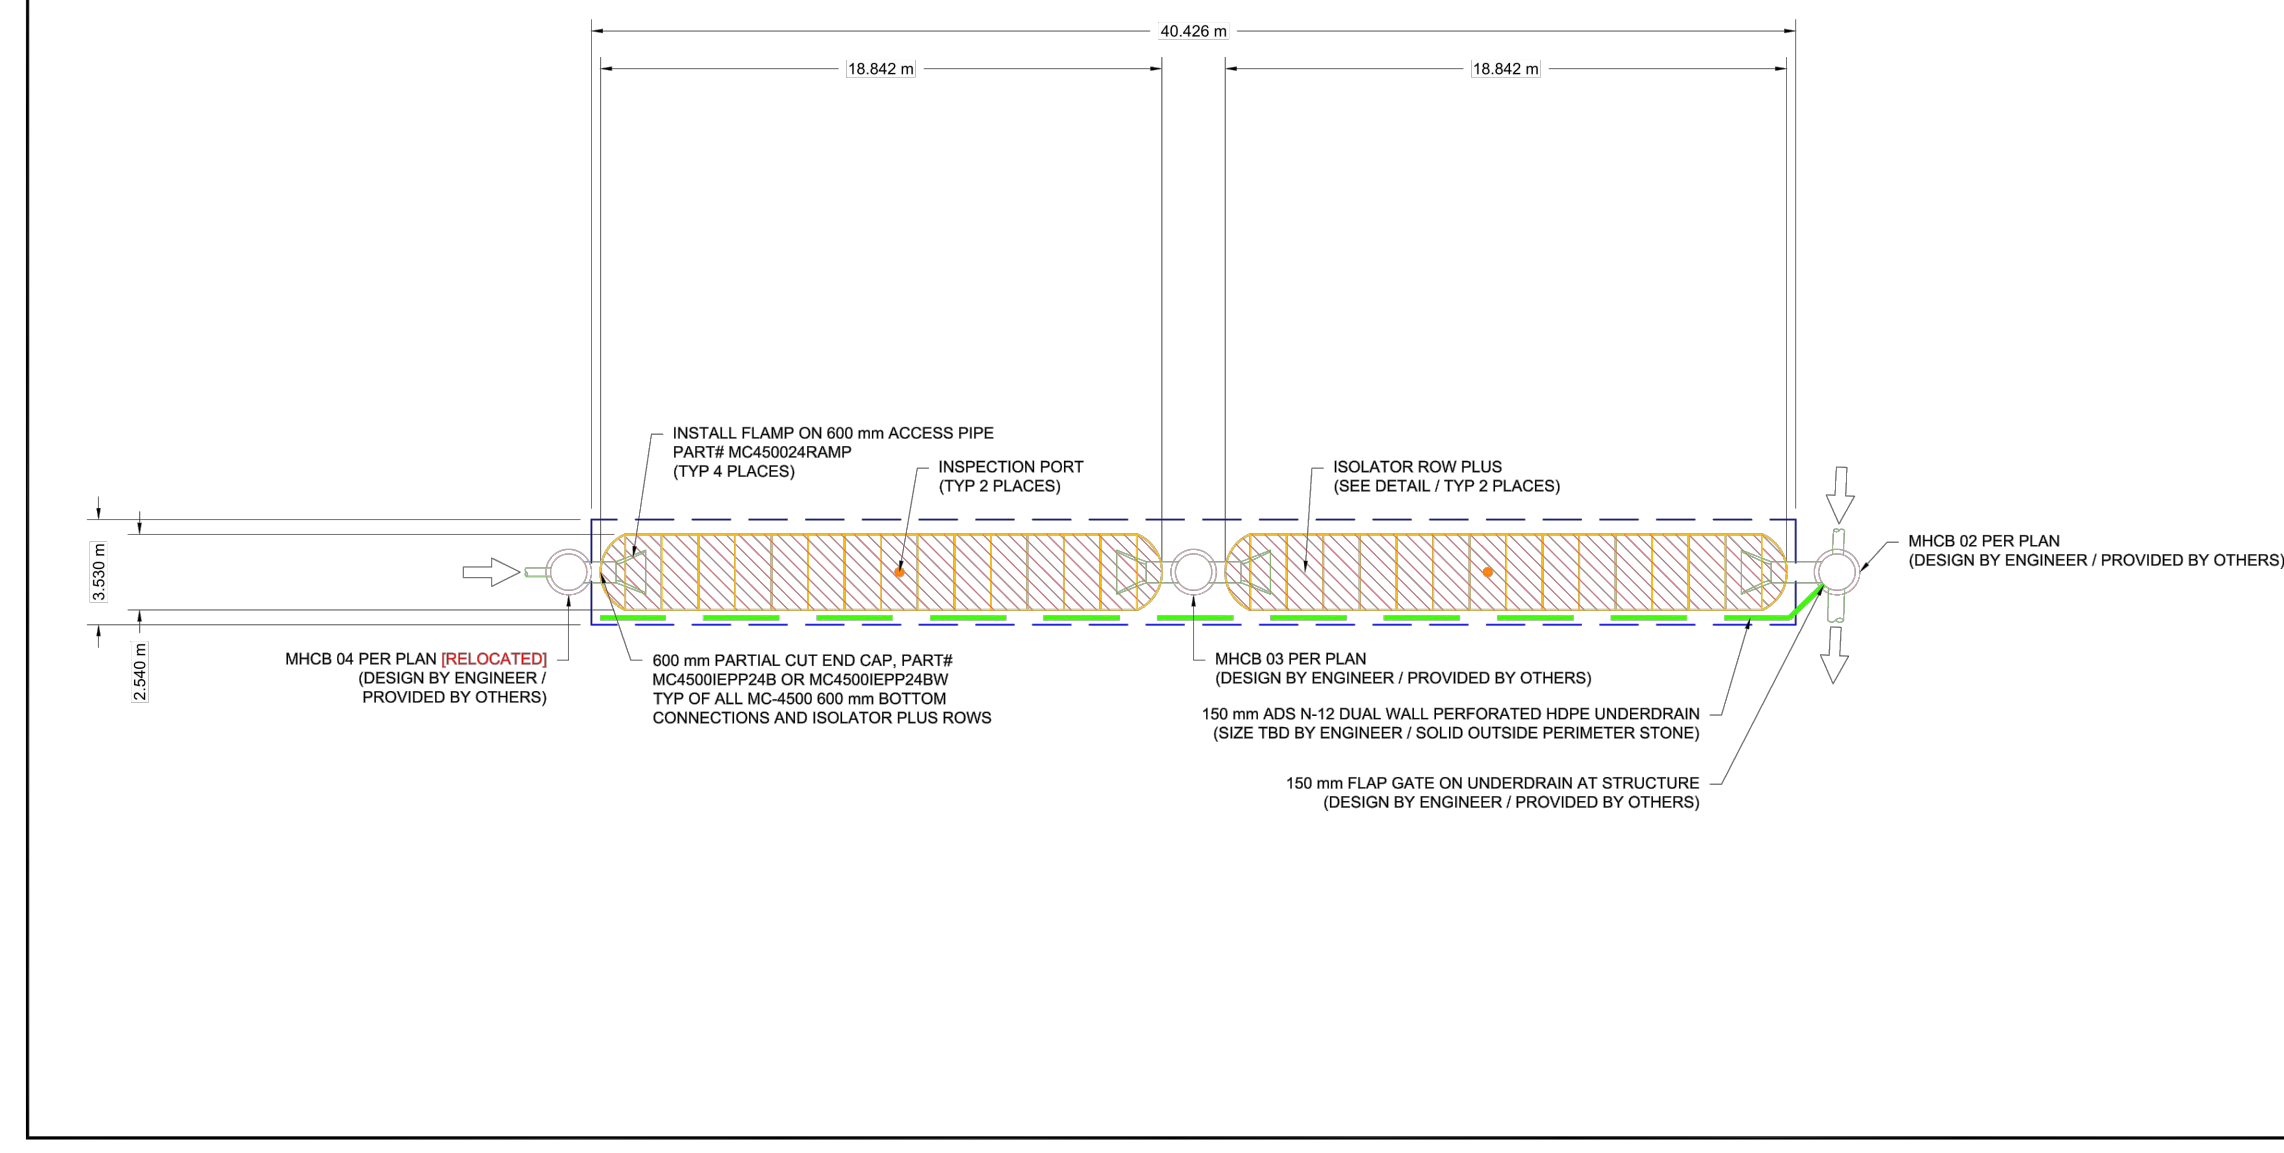 40.426 m
18.842 m
18.842 m
INSTALL FLAMP ON 600 mm ACCESS PIPE
PART# MC450024RAMP
(TYP 4 PLACES)
INSPECTION PORT
(TYP 2 PLACES)
ISOLATOR ROW PLUS
(SEE DETAIL / TYP 2 PLACES)
MHCB 02 PER PLAN
(DESIGN BY ENGINEER / PROVIDED BY OTHERS)
3.530 m
2.540 m
MHCB 04 PER PLAN [RELOCATED]
(DESIGN BY ENGINEER /
PROVIDED BY OTHERS)
600 mm PARTIAL CUT END CAP, PART#
MC4500IEPP24B OR MC4500IEPP24BW
TYP OF ALL MC-4500 600 mm BOTTOM
CONNECTIONS AND ISOLATOR PLUS ROWS
MHCB 03 PER PLAN
(DESIGN BY ENGINEER / PROVIDED BY OTHERS)
150 mm ADS N-12 DUAL WALL PERFORATED HDPE UNDERDRAIN
(SIZE TBD BY ENGINEER / SOLID OUTSIDE PERIMETER STONE)
150 mm FLAP GATE ON UNDERDRAIN AT STRUCTURE
(DESIGN BY ENGINEER / PROVIDED BY OTHERS)